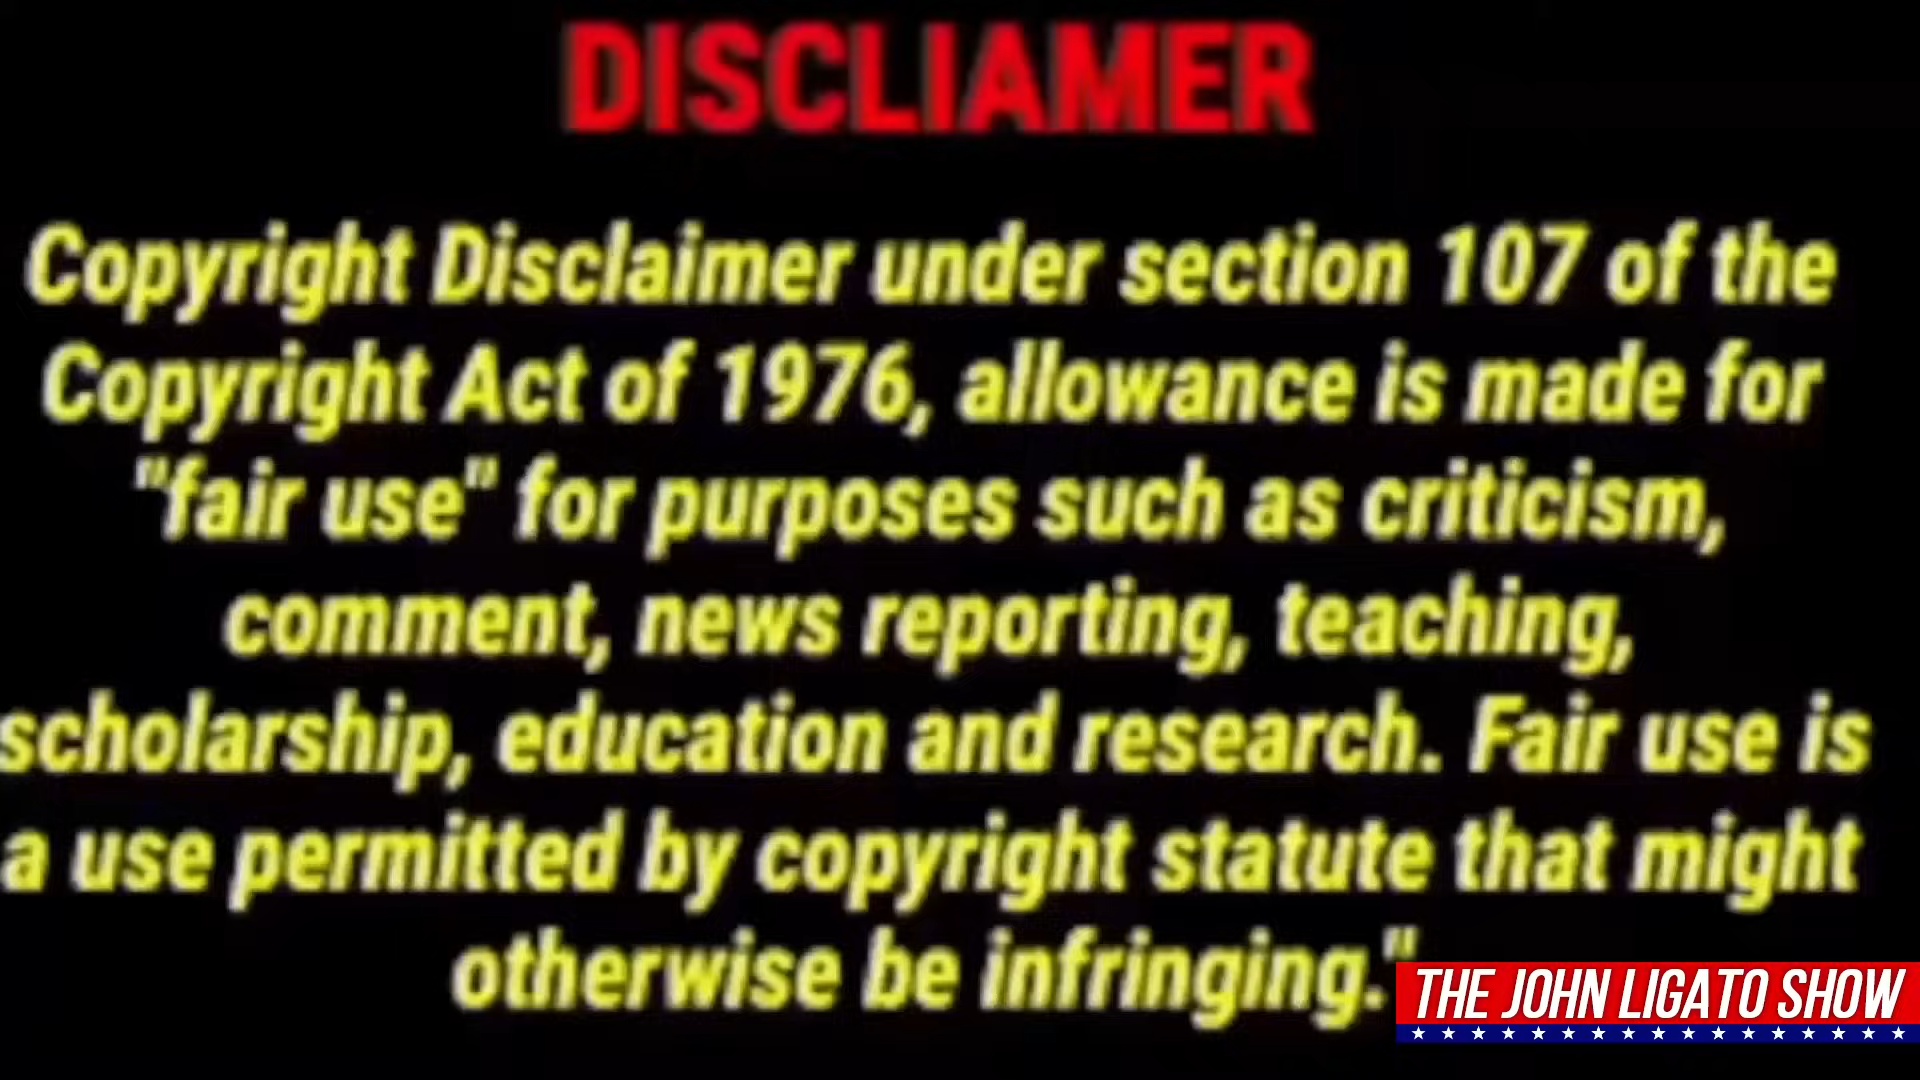 DISCLIAMER
Copyright Disclaimer under section 107 of the
Copyright Act of 1976, allowance is made for
"fair use" for purposes such as criticism,
comment, news reporting, teaching,
scholarship, education and research. Fair use is
a use permitted by copyright statute that might
otherwise be infringing."
THE JOHN LIGATO SHOW